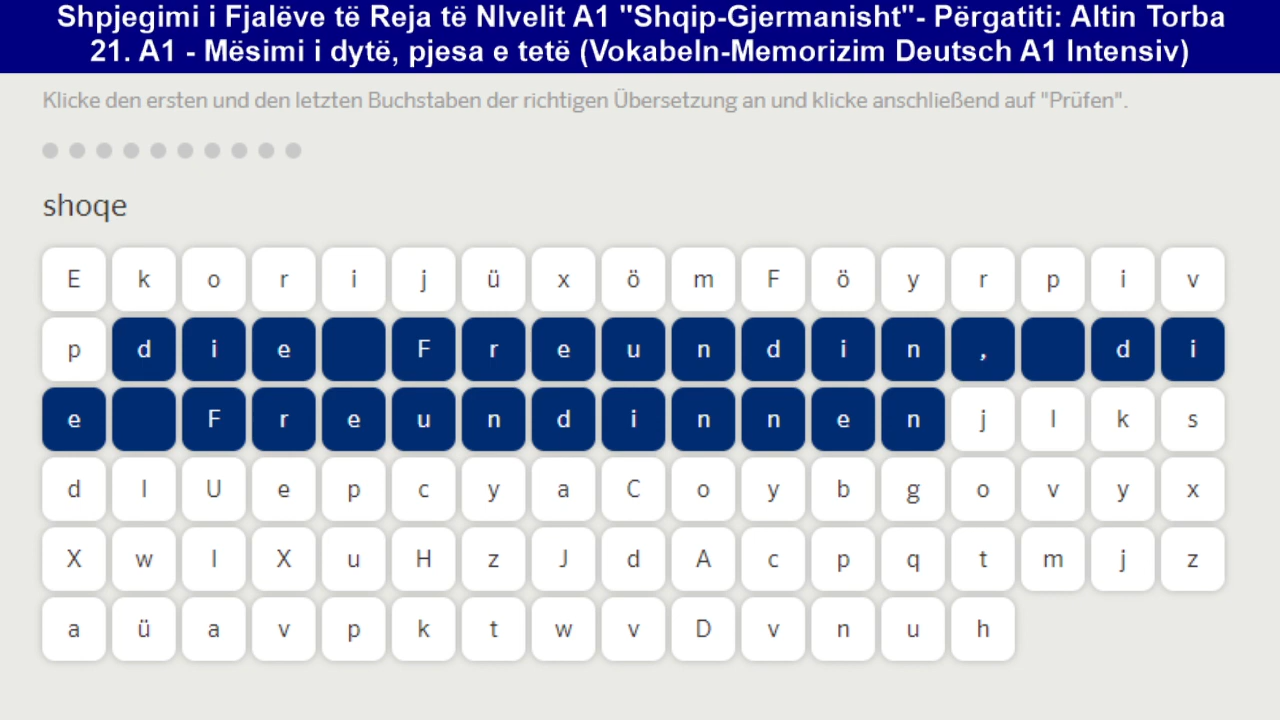 Shpjegimi i Fjalëve të Reja të NIvelit A1 "Shqip-Gjermanisht"- Përgatiti: Altin Torba
21. A1 - Mësimi i dytë, pjesa e tetë (Vokabeln-Memorizim Deutsch A1 Intensiv)
Klicke den ersten und den letzten Buchstaben der richtigen Übersetzung an und klicke anschließend auf "Prüfen".
shoqe
E k o r i j ü x ö m F ö y r p i v
p d i e F r e u n d i n , d i
e F r e u n d i n n e n j l k s
d l U e p c y a C o y b g o v y x
X w l X u H z J d A c p q t m j z
a ü a v p k t w v D v n u h